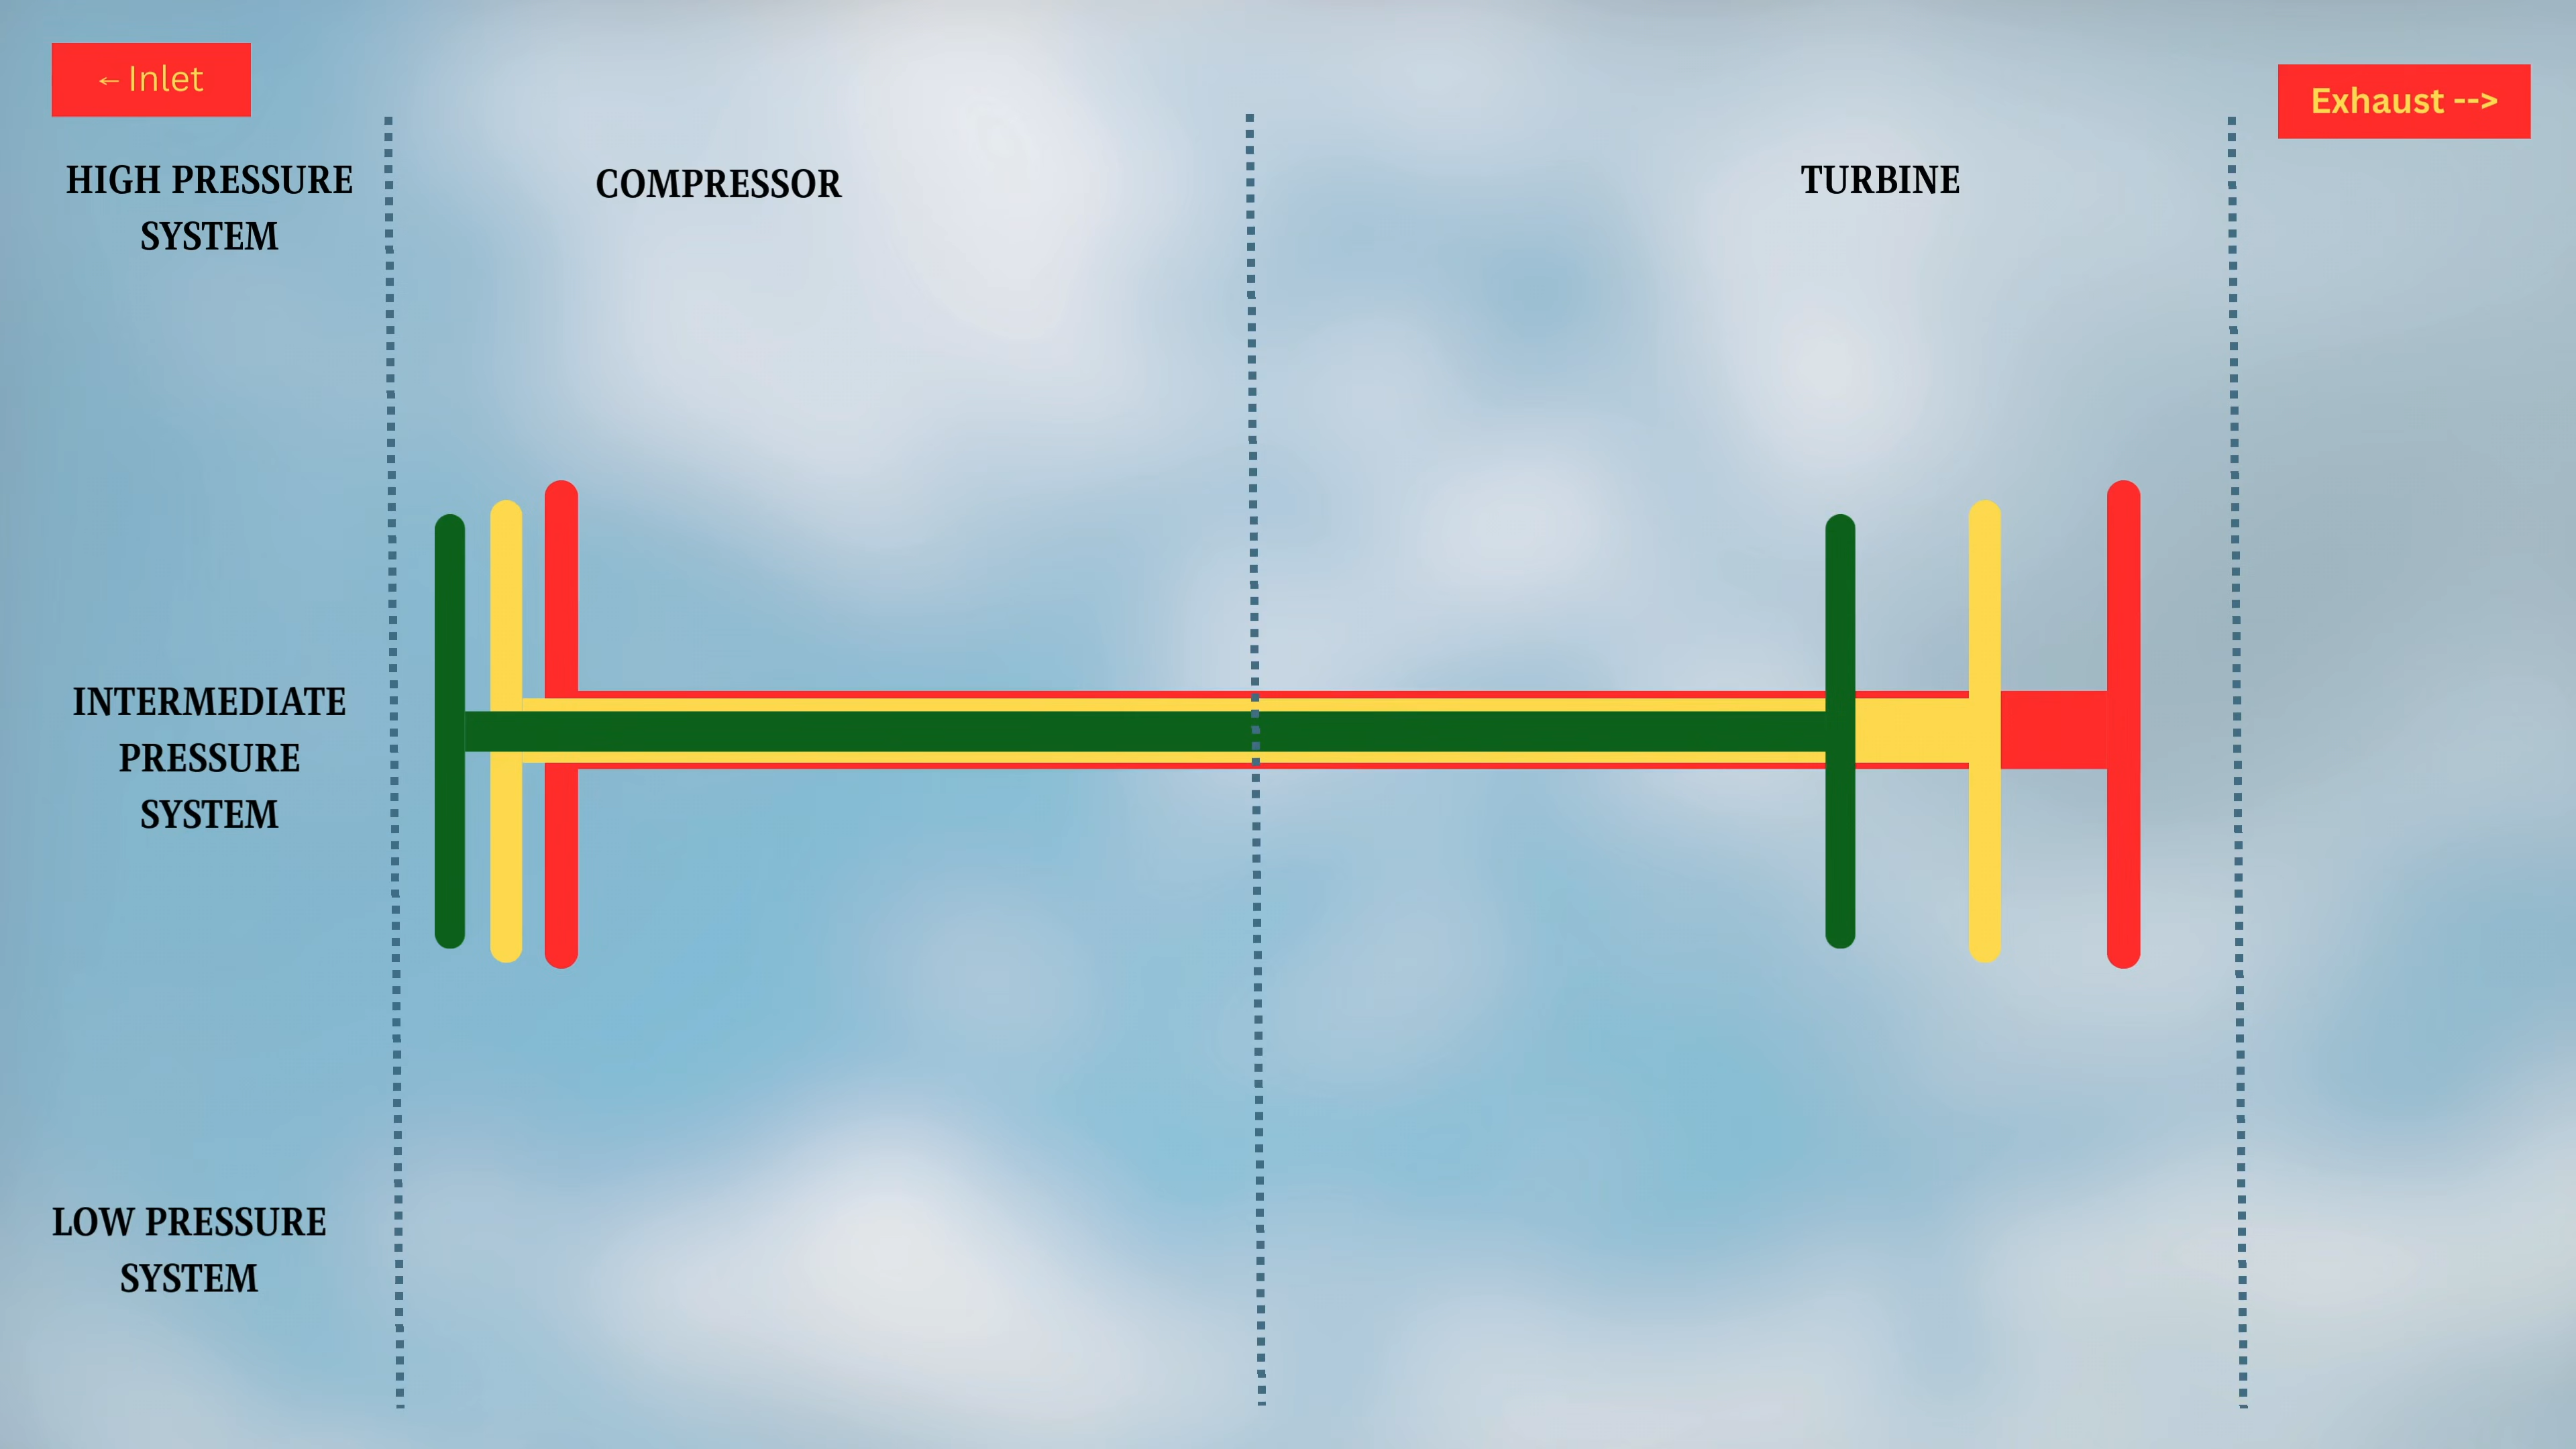 ← Inlet
Exhaust -->
HIGH PRESSURE
SYSTEM
COMPRESSOR
TURBINE
INTERMEDIATE
PRESSURE
SYSTEM
LOW PRESSURE
SYSTEM